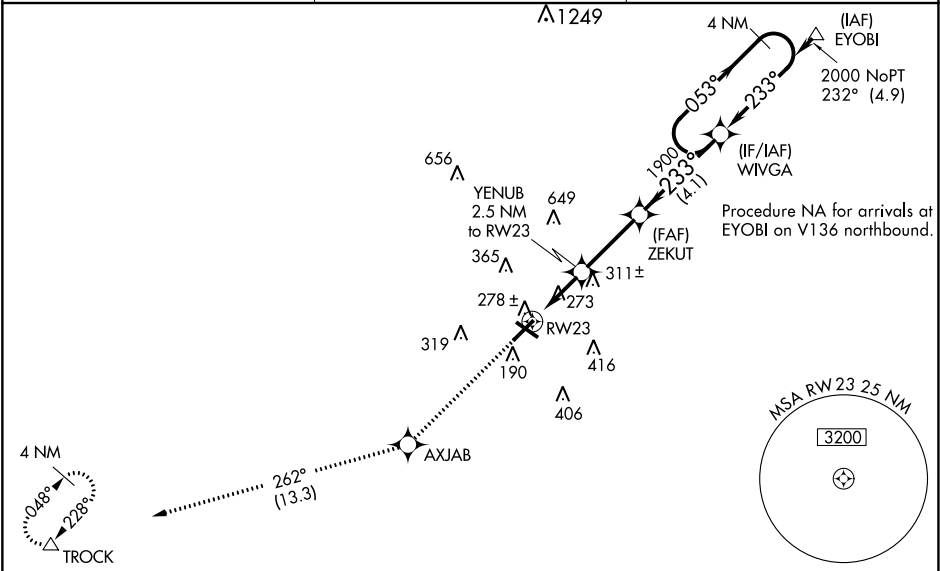 1249
4 NM
(IAF)
EYOBI
2000 NoPT
232° (4.9)
053°
233°
(IF/IAF)
WIVGA
1900
233°
(4.1)
656
YENUB
2.5 NM
to RW23
649
Procedure NA for arrivals at
EYOBI on V136 northbound.
(FAF)
ZEKUT
365
311±
278±
273
RW23
319
190
416
406
MSA RW23 25 NM
3200
AXJAB
4 NM
262°
(13.3)
048°
228°
TROCK